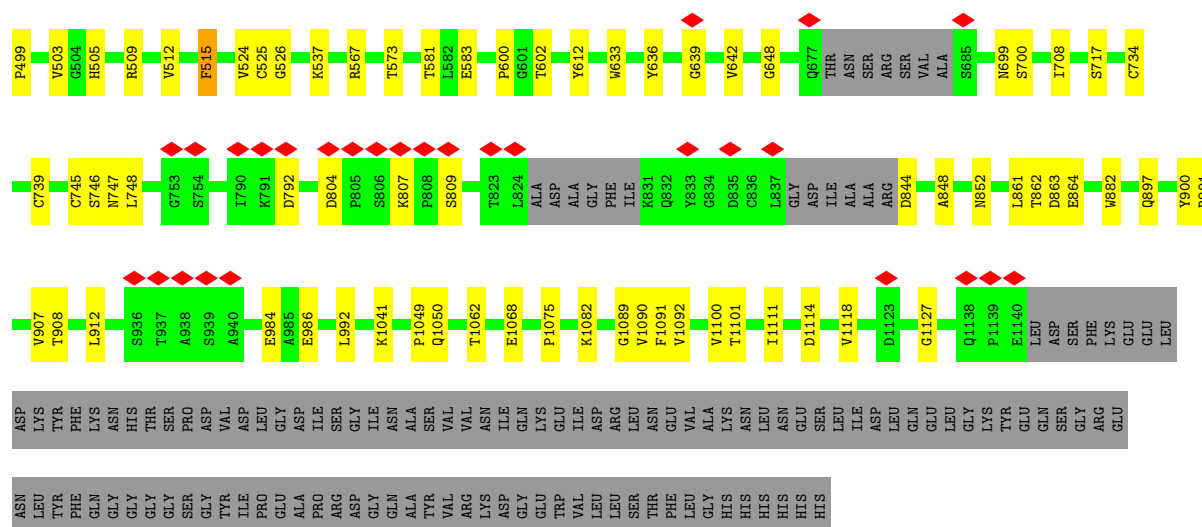 P499 V503 G504 H505 R509 V512 F515 V524 C525 G526 K537 R567 T573 T581 L582 E583 P600 G601 T602 Y612 W633 Y636 G639 V642 G648 Q677 THR ASN SER ARG SER VAL ALA S685 N699 S700 I708 S717 C734
C739 C745 S746 N747 L748 G753 S754 I790 K791 D792 D804 P805 S806 K807 P808 S809 T823 L824 ALA ASP ALA GLY PHE ILE K831 Q832 Y833 G834 D835 C836 L837 GLY ASP ILE ALA ALA ARG D844 A848 N852 L861 T862 D863 E864 W882 Q897 Y900
V907 T908 L912 S936 T937 A938 S939 A940 E984 A985 E986 L992 K1041 P1049 Q1050 T1062 E1068 P1075 K1082 G1089 V1090 F1091 V1092 V1100 T1101 I1111 D1114 V1118 D1123 G1127 Q1138 P1139 E1140 LEU ASP SER PHE LYS GLU GLU LEU
ASP LYS TYR PHE LYS ASN HIS THR SER PRO ASP VAL ASP LEU GLY ASP ILE SER GLY ILE ASN ALA SER VAL VAL ASN ILE GLN LYS GLU ILE ASP ARG LEU ASN GLU VAL ALA LYS ASN LEU ASN GLU SER LEU ILE ASP LEU GLN GLU LEU GLY LYS TYR GLU GLN SER GLY ARG GLU
ASN LEU TYR PHE GLN GLY GLY GLY GLY SER GLY TYR ILE PRO GLU ALA PRO ARG ASP GLY GLN ALA TYR VAL ARG LYS ASP GLY GLU TRP VAL LEU LEU SER THR PHE LEU GLY HIS HIS HIS HIS HIS HIS